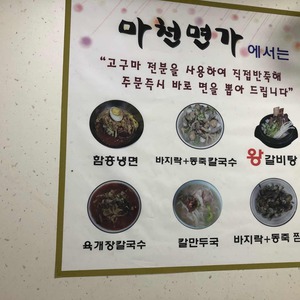 마천면가 에서는
"고구마 전분을 사용하여 직접반죽해
주문즉시 바로 면을 뽑아 드립니다"
함흥냉면
바지락+동죽칼국수
왕갈비탕
육개장칼국수
칼만두국
바지락+동죽 찜